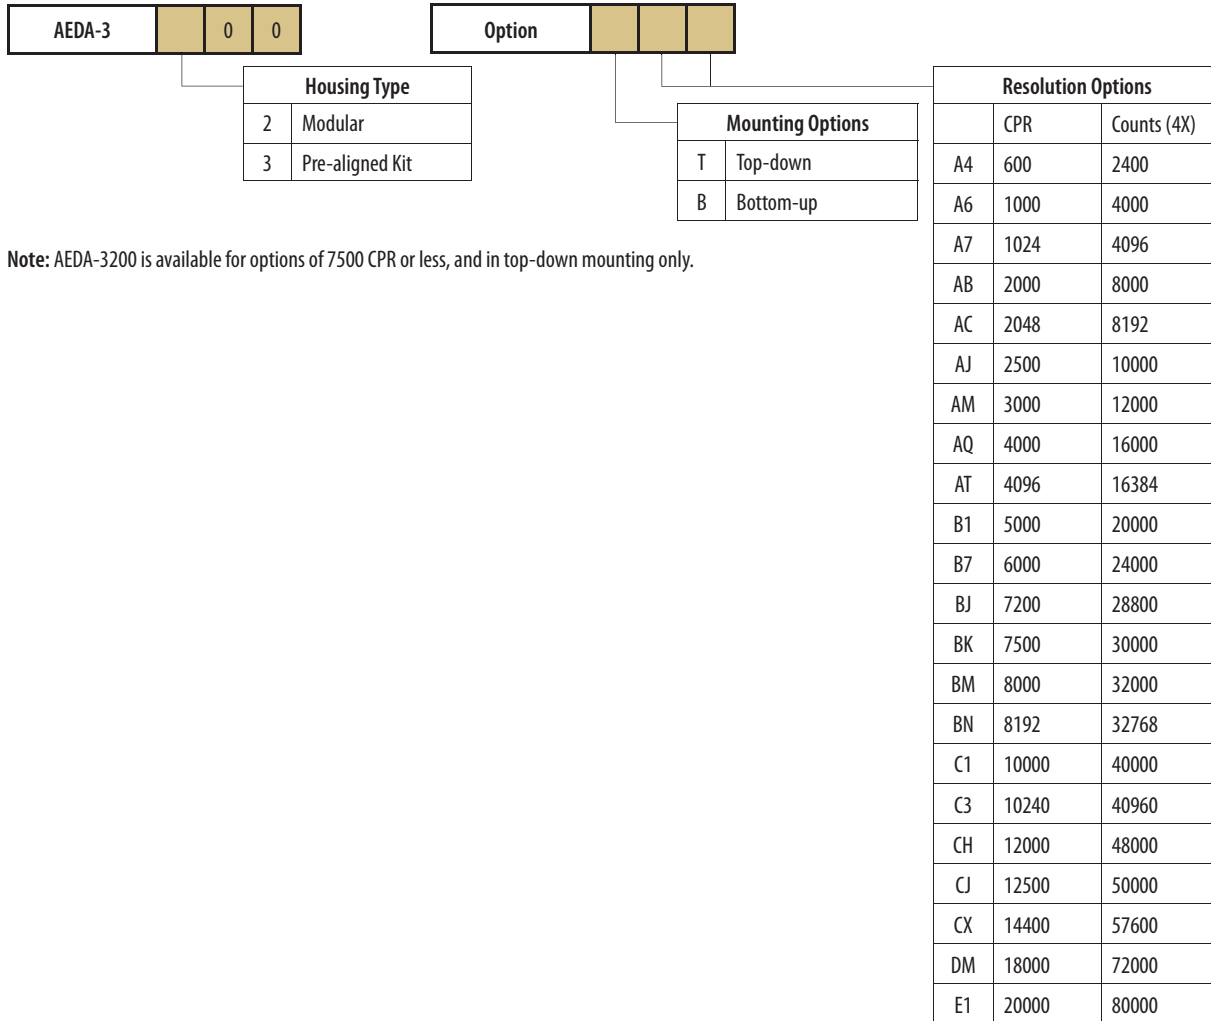 AEDA-3 0 0
Option
Housing Type
2 Modular
3 Pre-aligned Kit
Mounting Options
T Top-down
B Bottom-up
Note: AEDA-3200 is available for options of 7500 CPR or less, and in top-down mounting only.
Resolution Options
CPR Counts (4X)
A4 600 2400
A6 1000 4000
A7 1024 4096
AB 2000 8000
AC 2048 8192
AJ 2500 10000
AM 3000 12000
AQ 4000 16000
AT 4096 16384
B1 5000 20000
B7 6000 24000
BJ 7200 28800
BK 7500 30000
BM 8000 32000
BN 8192 32768
C1 10000 40000
C3 10240 40960
CH 12000 48000
CJ 12500 50000
CX 14400 57600
DM 18000 72000
E1 20000 80000